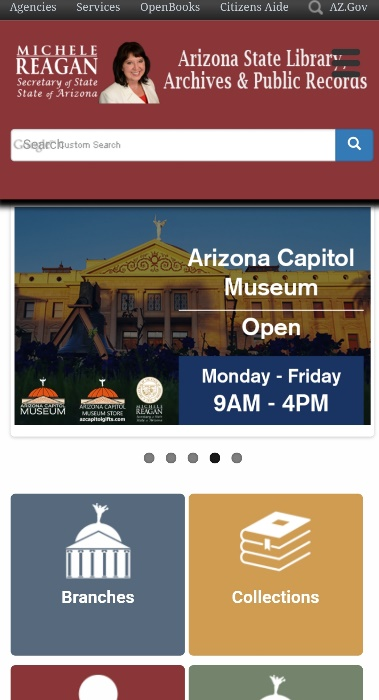 Agencies Services OpenBooks Citizens Aide AZ.Gov
MICHELE
REAGAN
Secretary of State
State of Arizona
Arizona State Library,
Archives & Public Records
Google Custom Search
Search
Arizona Capitol
Museum
Open
Monday - Friday
9AM - 4PM
ARIZONA CAPITOL
MUSEUM
ARIZONA CAPITOL
MUSEUM STORE
azcapitolgifts.com
MICHELE
REAGAN
Branches
Collections